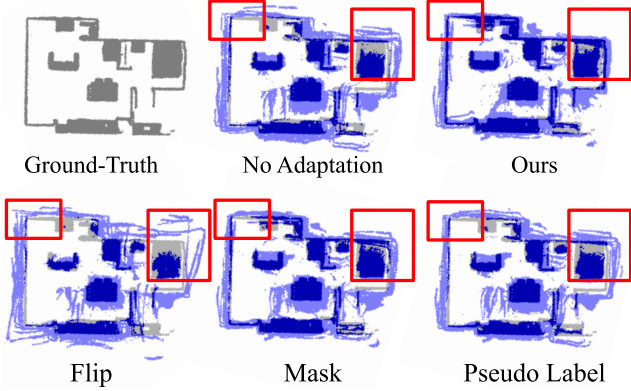 Ground-Truth
No Adaptation
Ours
Flip
Mask
Pseudo Label